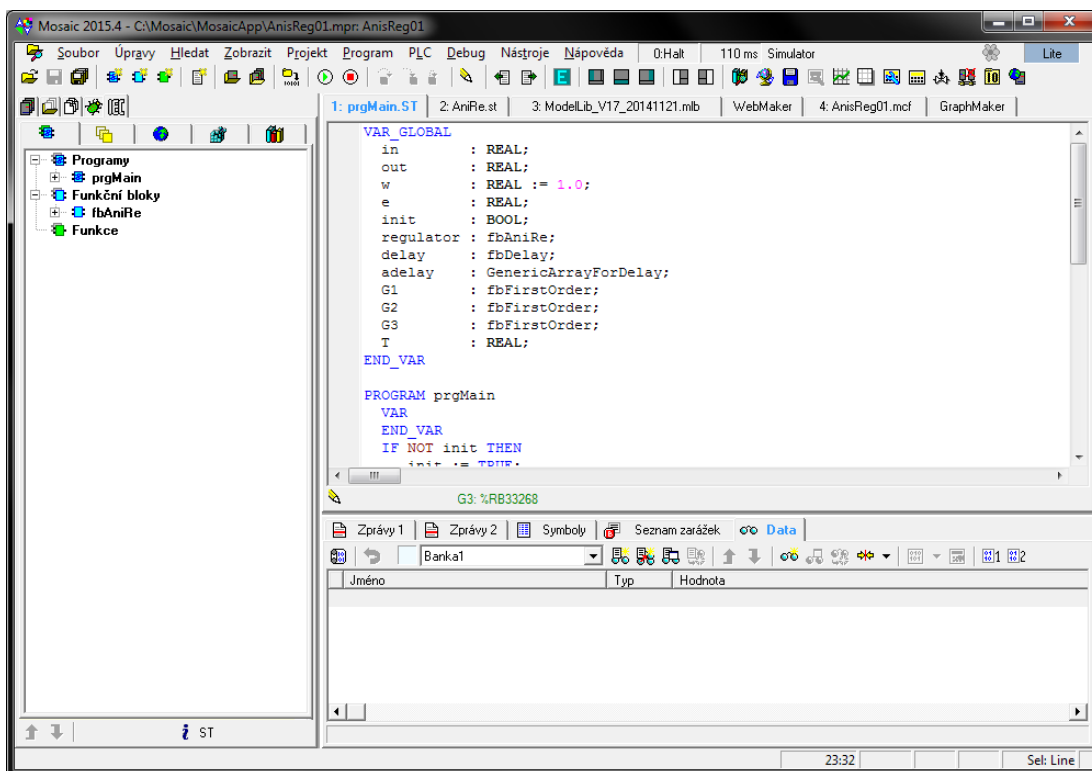 Mosaic 2015.4 - C:\Mosaic\MosaicApp\AnisReg01.mpr: AnisReg01
Soubor Úpravy Hledat Zobrazit Projekt Program PLC Debug Nástroje Nápověda 0:Halt 110 ms Simulator Lite
1: prgMain.ST 2: AniRe.st 3: ModelLib_V17_20141121.mlb WebMaker 4: AnisReg01.mcf GraphMaker
Programy
prgMain
Funkční bloky
fbAniRe
Funkce
VAR_GLOBAL
in : REAL;
out : REAL;
w : REAL := 1.0;
e : REAL;
init : BOOL;
regulator : fbAniRe;
delay : fbDelay;
adelay : GenericArrayForDelay;
G1 : fbFirstOrder;
G2 : fbFirstOrder;
G3 : fbFirstOrder;
T : REAL;
END_VAR
PROGRAM prgMain
VAR
END_VAR
IF NOT init THEN
init := TRUE;
G3: %RB33268
Zprávy 1 Zprávy 2 Symboly Seznam zarážek Data
Banka1 1 2
Jméno Typ Hodnota
i ST
23:32 Sel: Line